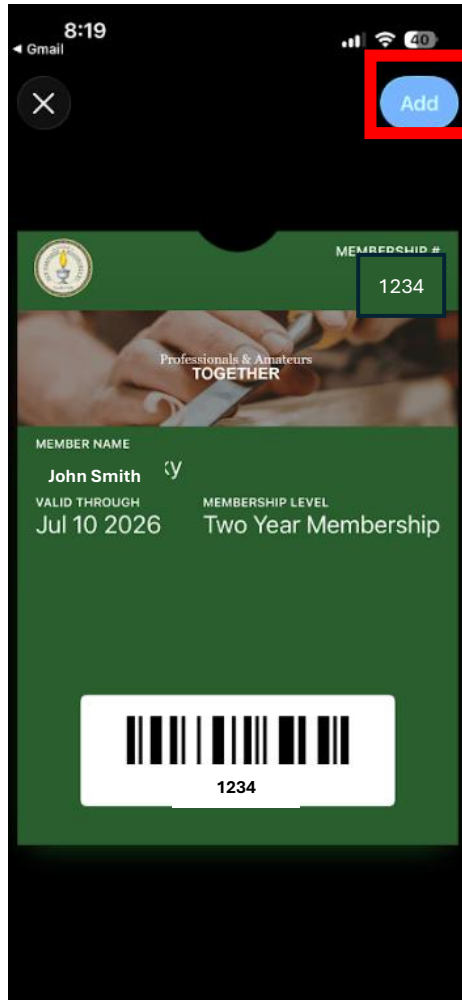 8:19
40
◀ Gmail
Add
MEMBERSHIP #
1234
Professionals & Amateurs
TOGETHER
MEMBER NAME
John Smith
VALID THROUGH
MEMBERSHIP LEVEL
Jul 10 2026
Two Year Membership
1234